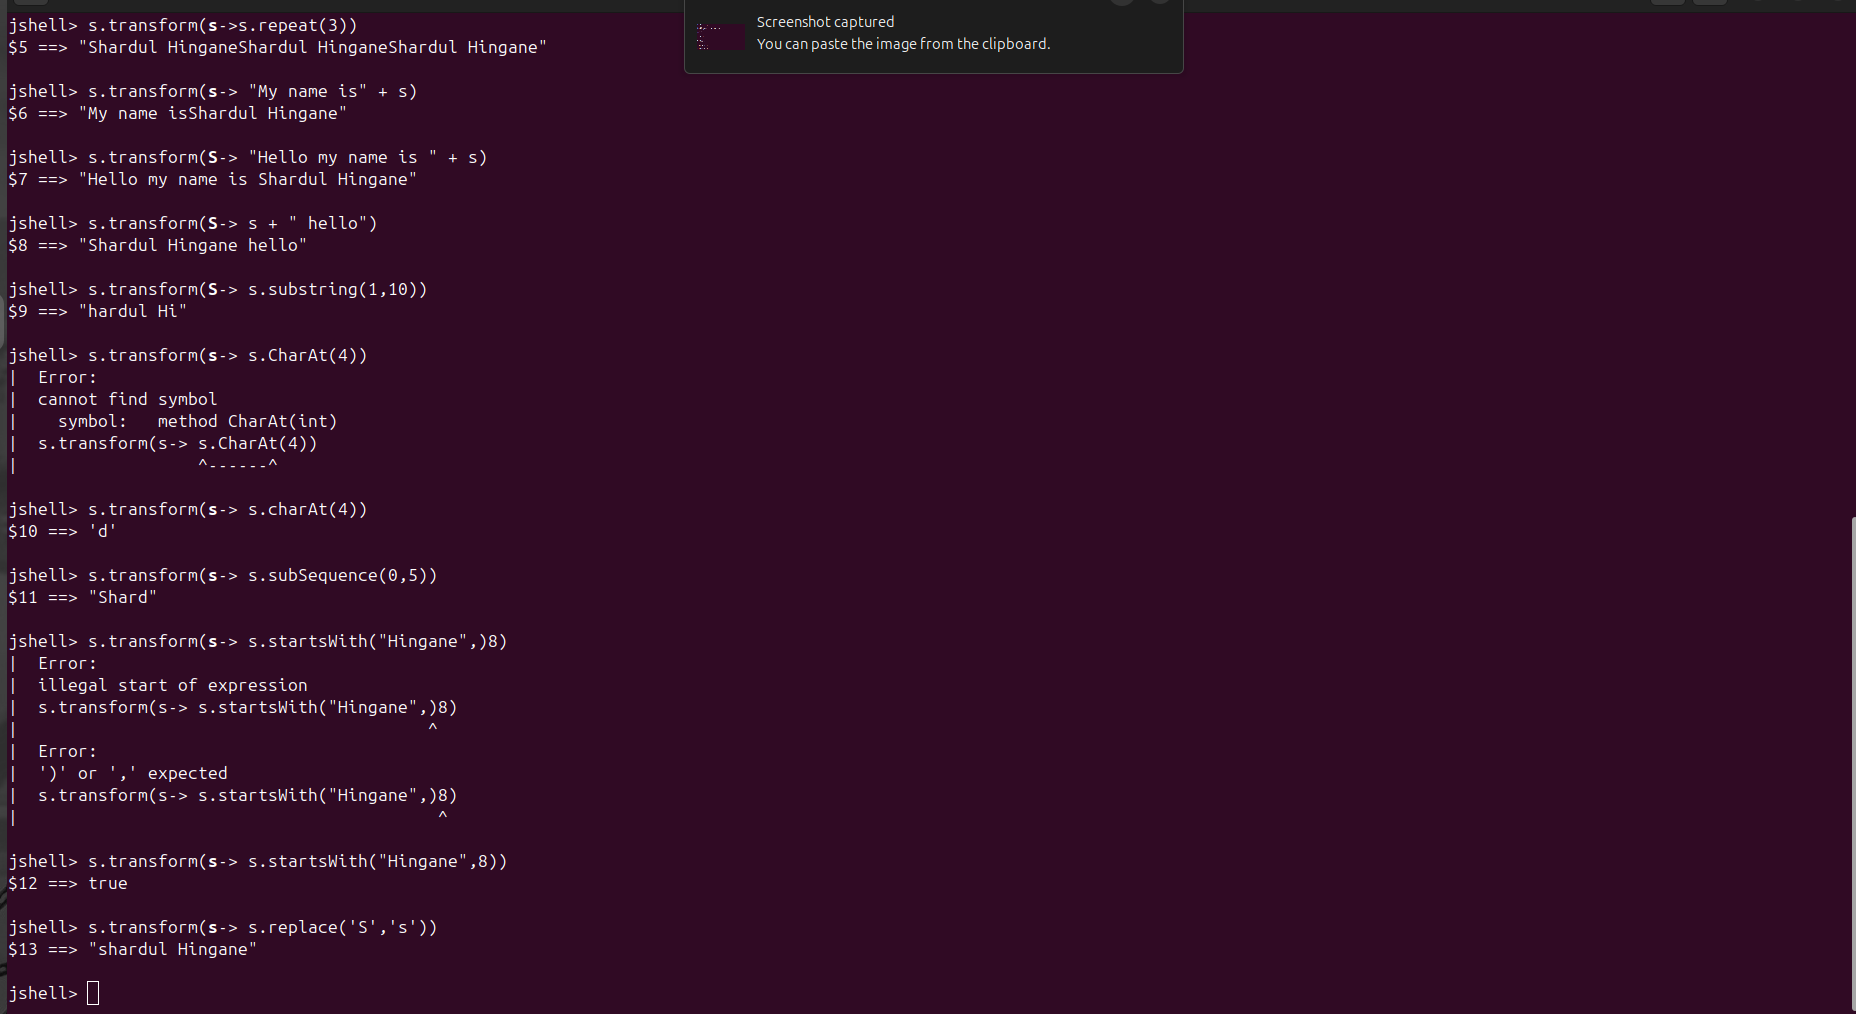 jshell> s.transform(s->s.repeat(3))
$5 ==> "Shardul HinganeShardul HinganeShardul Hingane"
Screenshot captured
You can paste the image from the clipboard.
jshell> s.transform(s-> "My name is" + s)
$6 ==> "My name isShardul Hingane"
jshell> s.transform(S-> "Hello my name is " + s)
$7 ==> "Hello my name is Shardul Hingane"
jshell> s.transform(S-> s + " hello")
$8 ==> "Shardul Hingane hello"
jshell> s.transform(S-> s.substring(1,10))
$9 ==> "hardul Hi"
jshell> s.transform(s-> s.CharAt(4))
|  Error:
|  cannot find symbol
|    symbol:   method CharAt(int)
|  s.transform(s-> s.CharAt(4))
|                  ^------^
jshell> s.transform(s-> s.charAt(4))
$10 ==> 'd'
jshell> s.transform(s-> s.subSequence(0,5))
$11 ==> "Shard"
jshell> s.transform(s-> s.startsWith("Hingane",)8)
|  Error:
|  illegal start of expression
|  s.transform(s-> s.startsWith("Hingane",)8)
|                                         ^
|  Error:
|  ')' or ',' expected
|  s.transform(s-> s.startsWith("Hingane",)8)
|                                          ^
jshell> s.transform(s-> s.startsWith("Hingane",8))
$12 ==> true
jshell> s.transform(s-> s.replace('S','s'))
$13 ==> "shardul Hingane"
jshell>